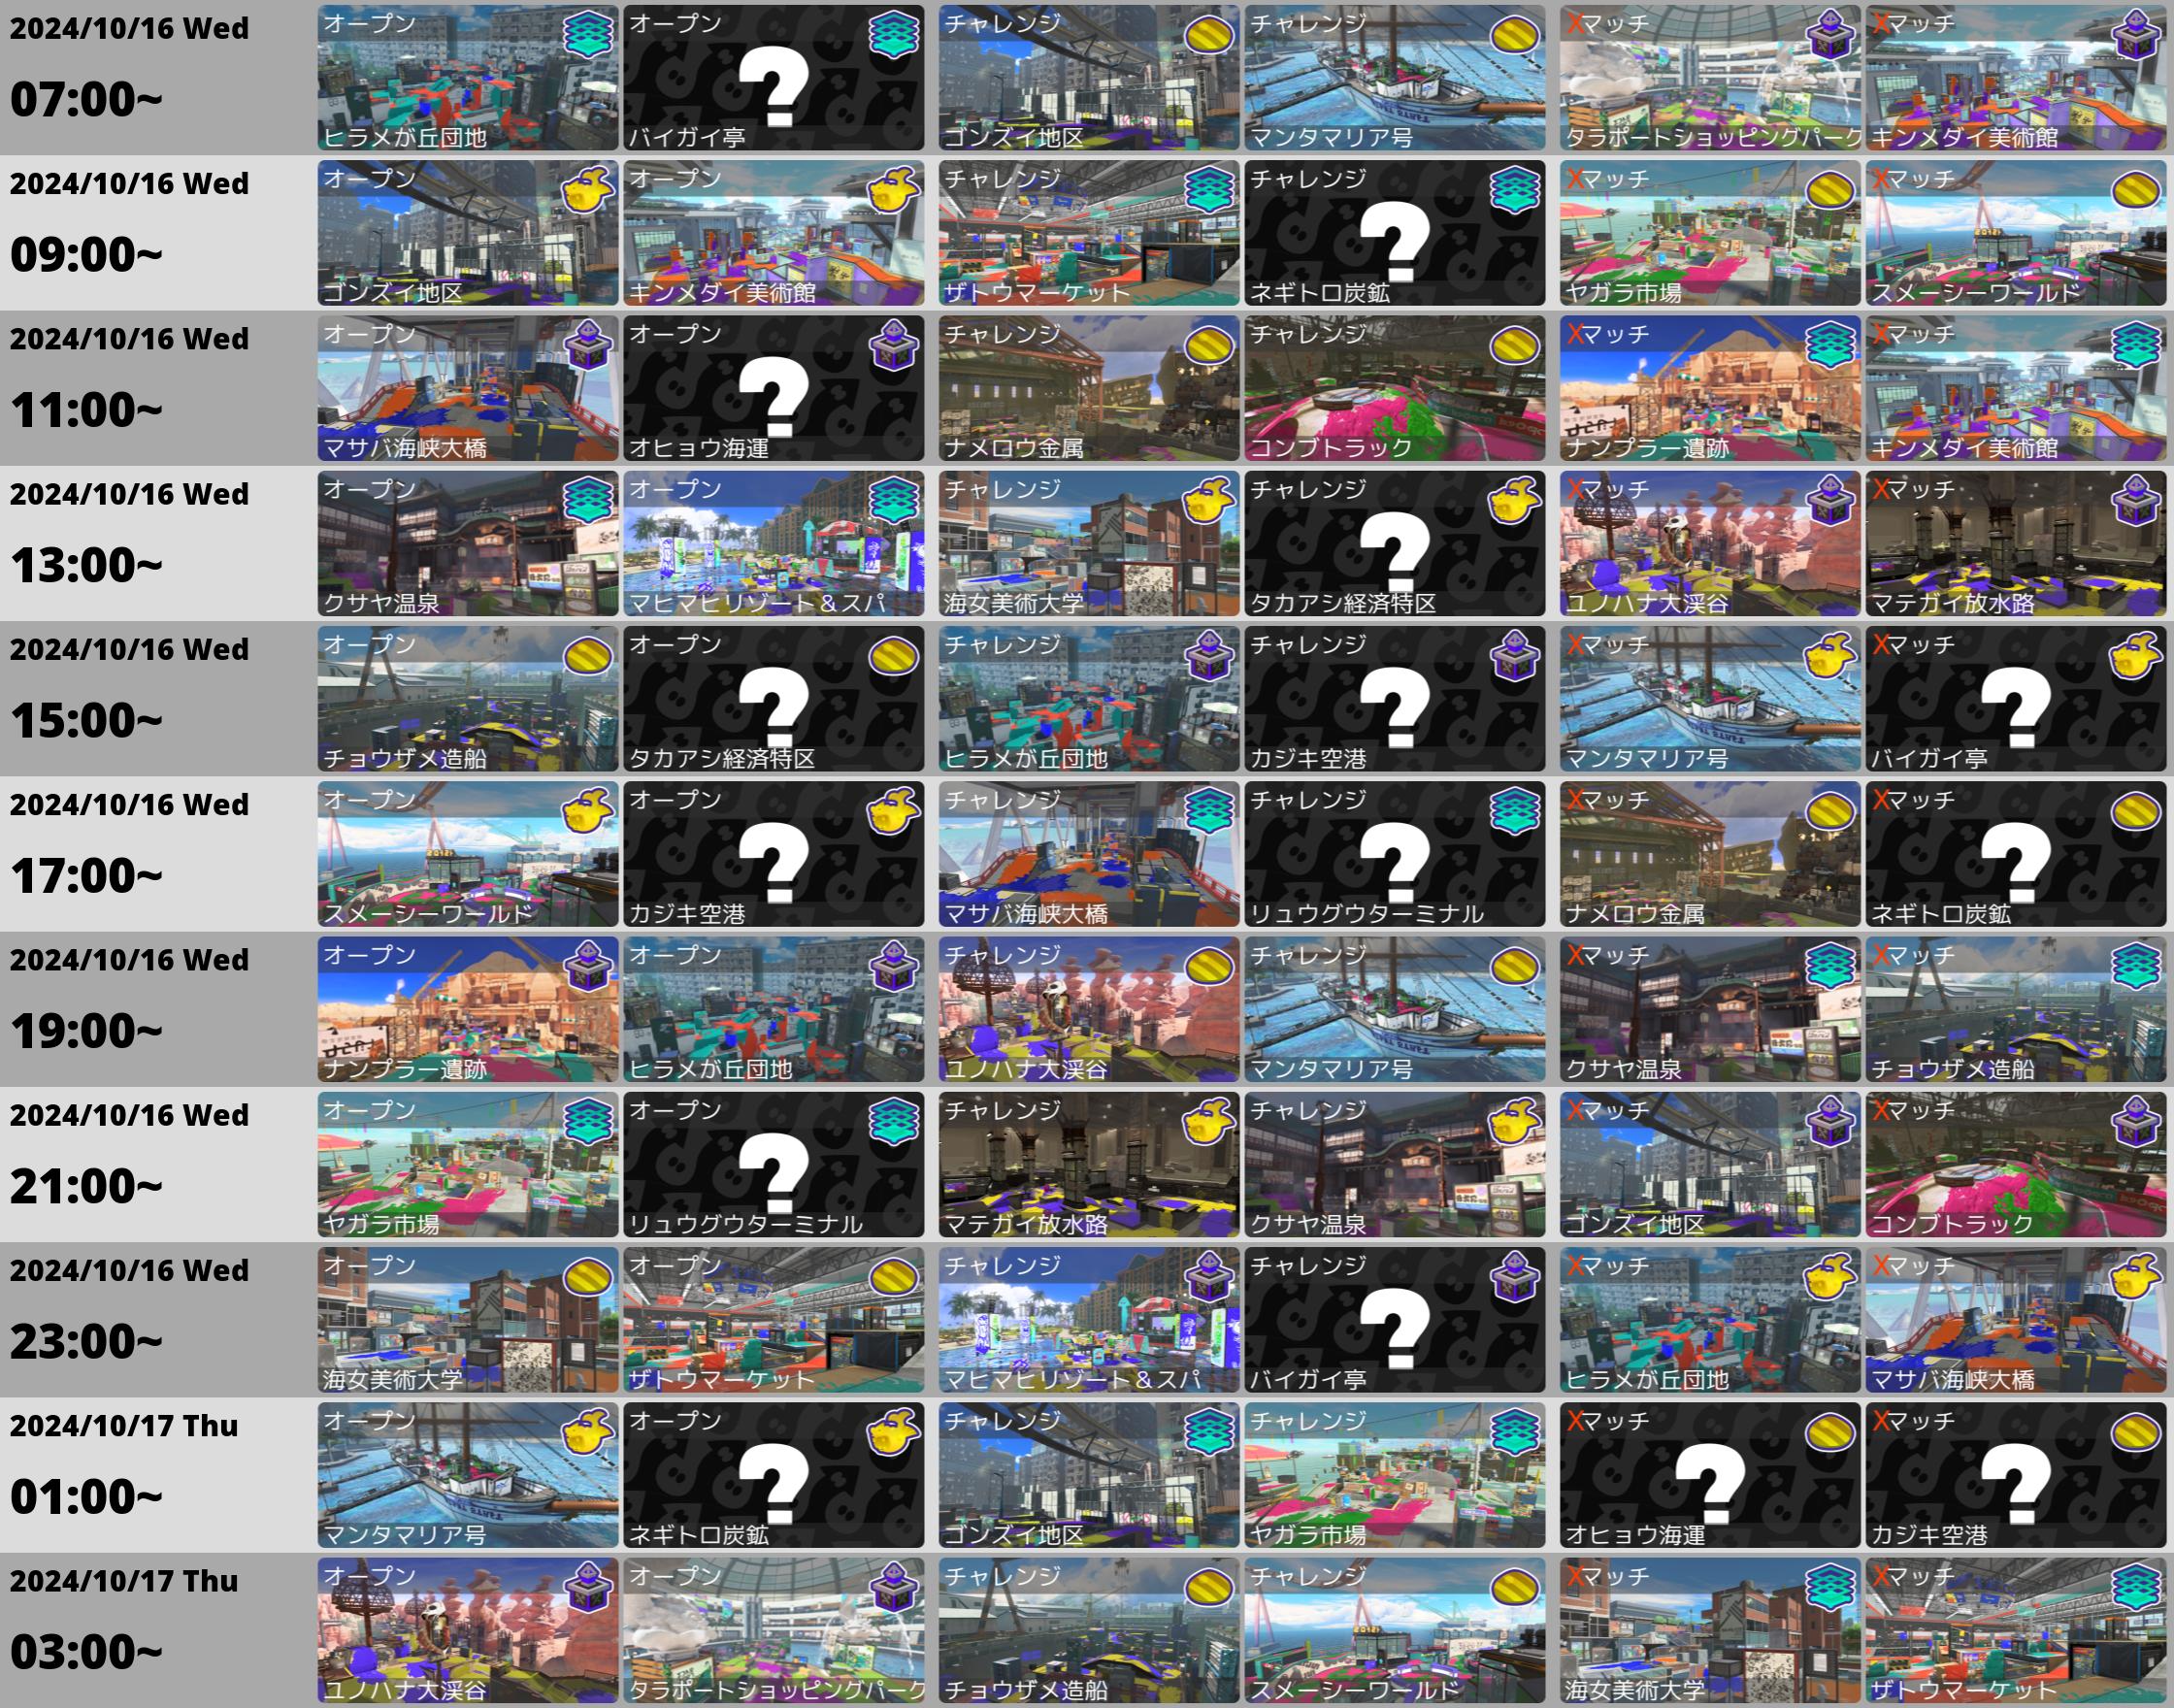 2024/10/16 Wed
07:00~
オープン オープン チャレンジ チャレンジ Xマッチ Xマッチ
ヒラメが丘団地 バイガイ亭 ゴンズイ地区 マンタマリア号 タラポートショッピングパーク キンメダイ美術館
2024/10/16 Wed
09:00~
オープン オープン チャレンジ チャレンジ Xマッチ Xマッチ
ゴンズイ地区 キンメダイ美術館 ザトウマーケット ネギトロ炭鉱 ヤガラ市場 スメーシーワールド
2024/10/16 Wed
11:00~
オープン オープン チャレンジ チャレンジ Xマッチ Xマッチ
マサバ海峡大橋 オヒョウ海運 ナメロウ金属 コンブトラック ナンプラー遺跡 キンメダイ美術館
2024/10/16 Wed
13:00~
オープン オープン チャレンジ チャレンジ Xマッチ Xマッチ
クサヤ温泉 マヒマヒリゾート&スパ 海女美術大学 タカアシ経済特区 ユノハナ大渓谷 マテガイ放水路
2024/10/16 Wed
15:00~
オープン オープン チャレンジ チャレンジ Xマッチ Xマッチ
チョウザメ造船 タカアシ経済特区 ヒラメが丘団地 カジキ空港 マンタマリア号 バイガイ亭
2024/10/16 Wed
17:00~
オープン オープン チャレンジ チャレンジ Xマッチ Xマッチ
スメーシーワールド カジキ空港 マサバ海峡大橋 リュウグウターミナル ナメロウ金属 ネギトロ炭鉱
2024/10/16 Wed
19:00~
オープン オープン チャレンジ チャレンジ Xマッチ Xマッチ
ナンプラー遺跡 ヒラメが丘団地 ユノハナ大渓谷 マンタマリア号 クサヤ温泉 チョウザメ造船
2024/10/16 Wed
21:00~
オープン オープン チャレンジ チャレンジ Xマッチ Xマッチ
ヤガラ市場 リュウグウターミナル マテガイ放水路 クサヤ温泉 ゴンズイ地区 コンブトラック
2024/10/16 Wed
23:00~
オープン オープン チャレンジ チャレンジ Xマッチ Xマッチ
海女美術大学 ザトウマーケット マヒマヒリゾート&スパ バイガイ亭 ヒラメが丘団地 マサバ海峡大橋
2024/10/17 Thu
01:00~
オープン オープン チャレンジ チャレンジ Xマッチ Xマッチ
マンタマリア号 ネギトロ炭鉱 ゴンズイ地区 ヤガラ市場 オヒョウ海運 カジキ空港
2024/10/17 Thu
03:00~
オープン オープン チャレンジ チャレンジ Xマッチ Xマッチ
ユノハナ大渓谷 タラポートショッピングパーク チョウザメ造船 スメーシーワールド 海女美術大学 ザトウマーケット